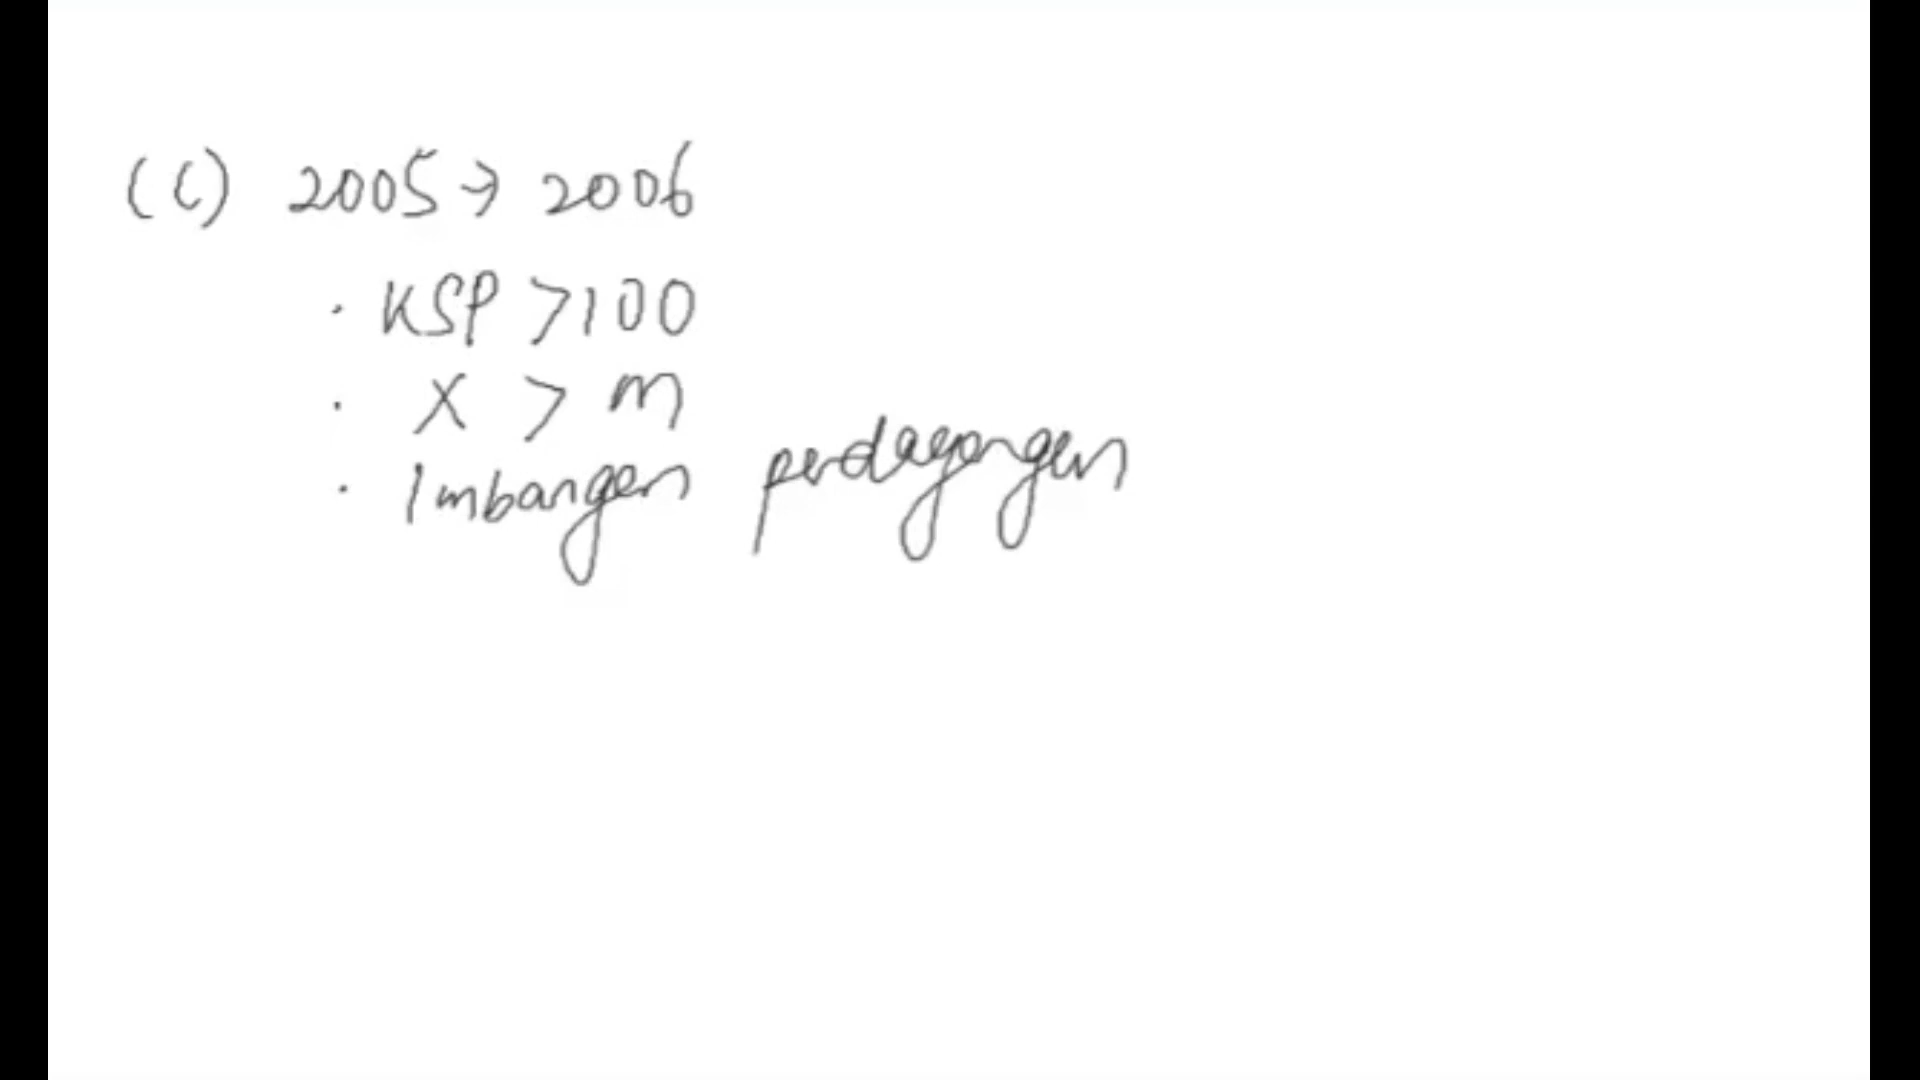 (c) 2005 → 2006
· KSP > 100
· X > m
· Imbangan perdagangan